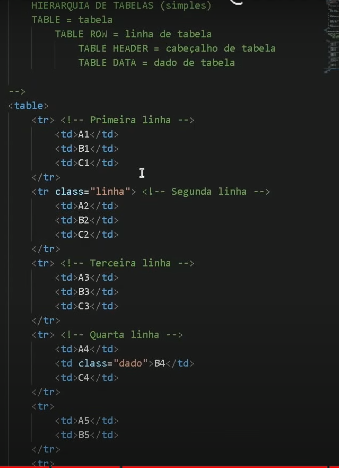 HIERARQUIA DE TABELAS (simples)
TABLE = tabela
TABLE ROW = linha de tabela
TABLE HEADER = cabeçalho de tabela
TABLE DATA = dado de tabela
-->
<table>
<tr> <!-- Primeira linha -->
<td>A1</td>
<td>B1</td>
<td>C1</td>
</tr>
<tr class="linha"> <!-- Segunda linha -->
<td>A2</td>
<td>B2</td>
<td>C2</td>
</tr>
<tr> <!-- Terceira linha -->
<td>A3</td>
<td>B3</td>
<td>C3</td>
</tr>
<tr> <!-- Quarta linha -->
<td>A4</td>
<td class="dado">B4</td>
<td>C4</td>
</tr>
<tr>
<td>A5</td>
<td>B5</td>
</tr>
<tr>